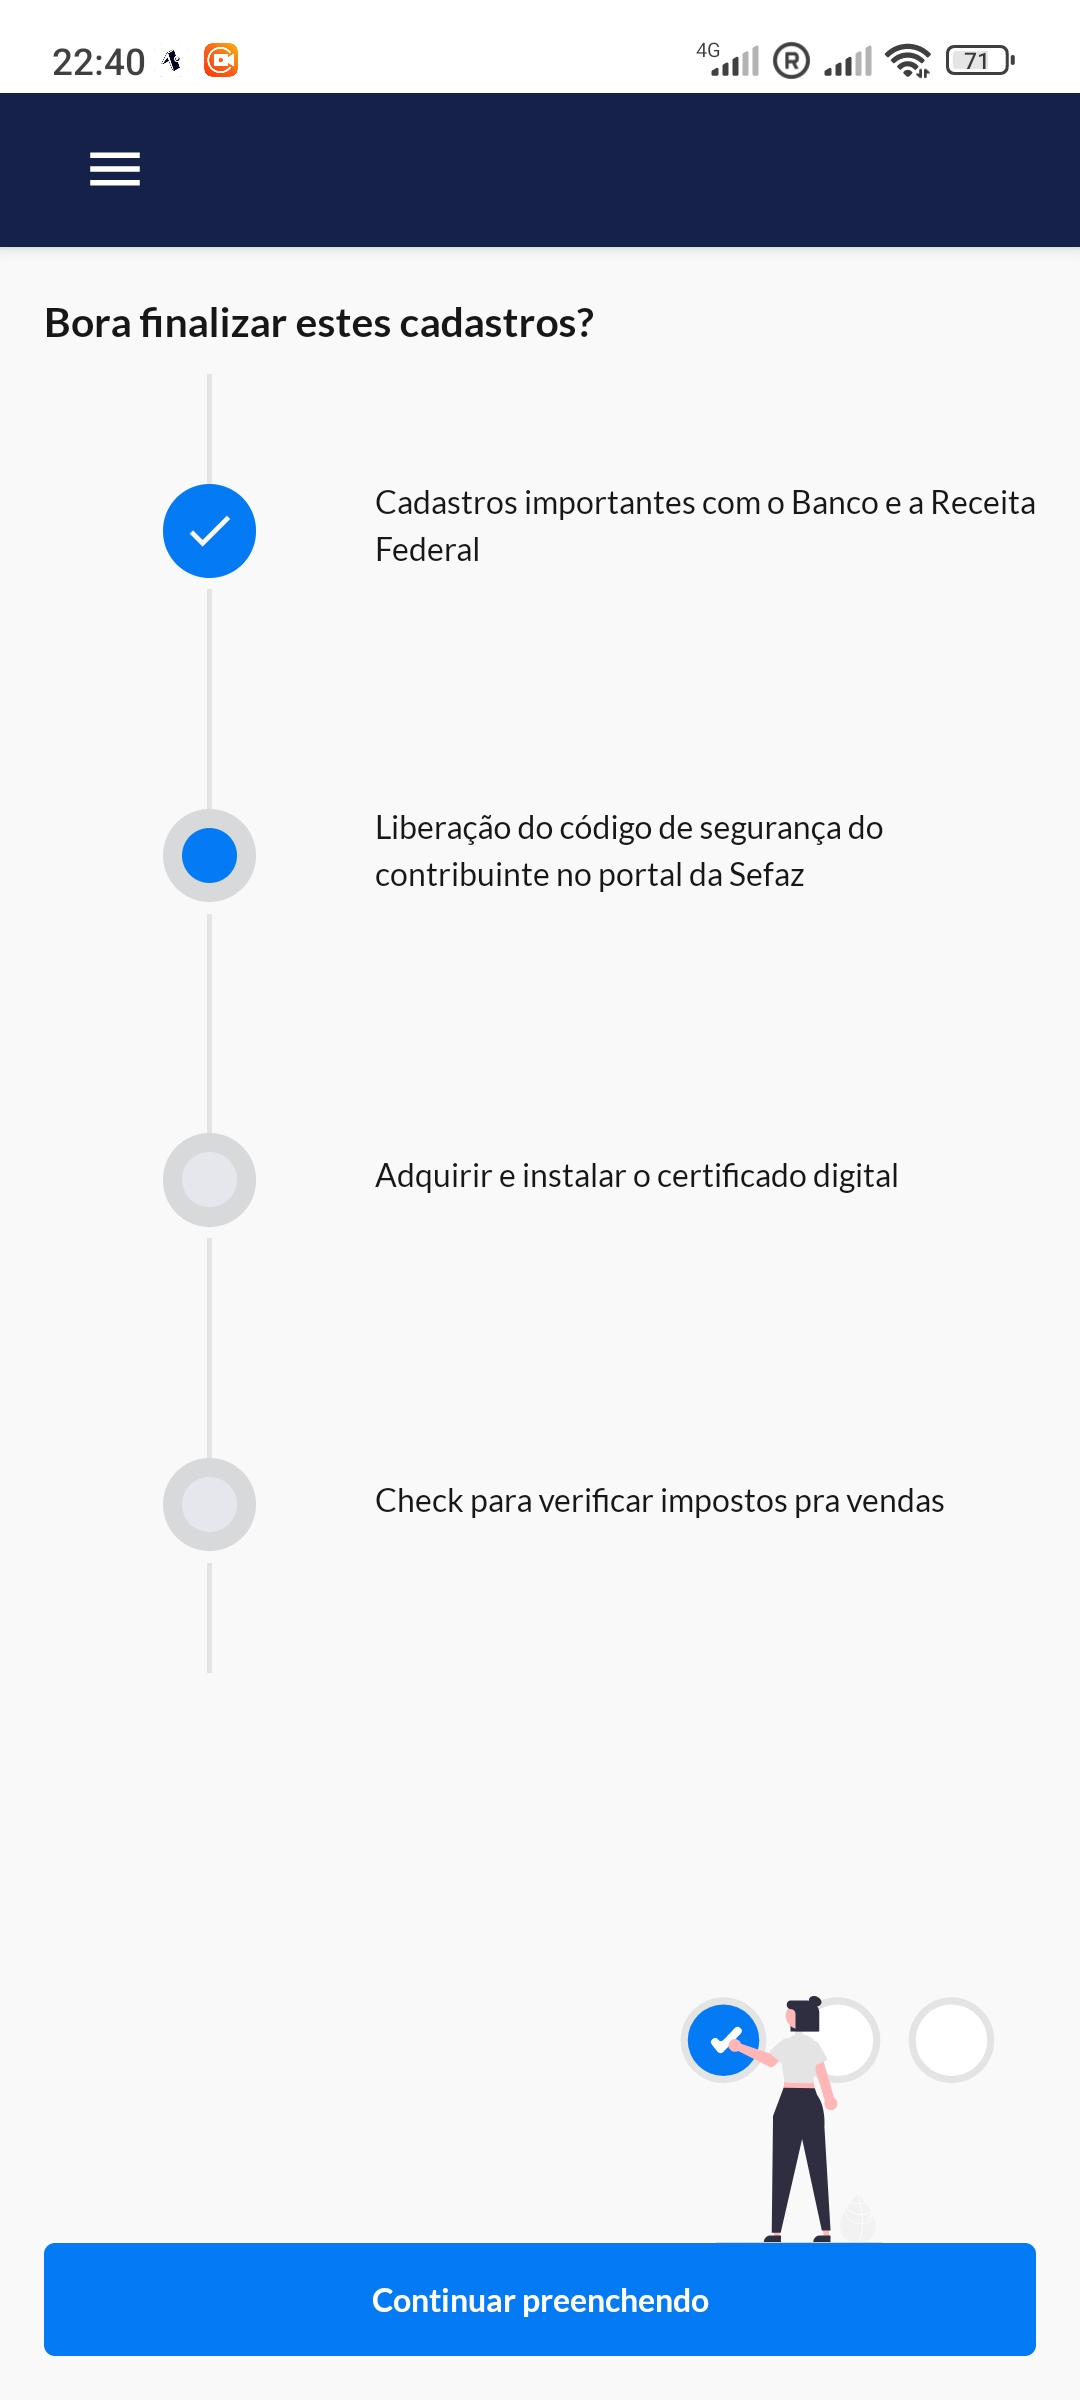 22:40
4G
R
71
Bora finalizar estes cadastros?
Cadastros importantes com o Banco e a Receita
Federal
Liberação do código de segurança do
contribuinte no portal da Sefaz
Adquirir e instalar o certificado digital
Check para verificar impostos pra vendas
Continuar preenchendo